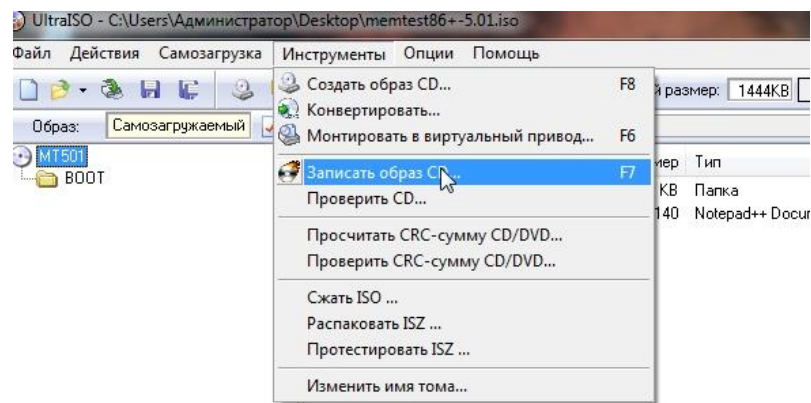 UltraISO - C:\Users\Администратор\Desktop\memtest86+-5.01.iso
Файл Действия Самозагрузка Инструменты Опции Помощь
размер: 1444KB
Образ: Самозагружаемый
MT501
BOOT
Создать образ CD... F8
Конвертировать...
Монтировать в виртуальный привод... F6
Записать образ CD... F7
Проверить CD...
Просчитать CRC-сумму CD/DVD...
Проверить CRC-сумму CD/DVD...
Сжать ISO ...
Распаковать ISZ ...
Протестировать ISZ ...
Изменить имя тома...
Тип
KB Папка
140 Notepad++ Docu